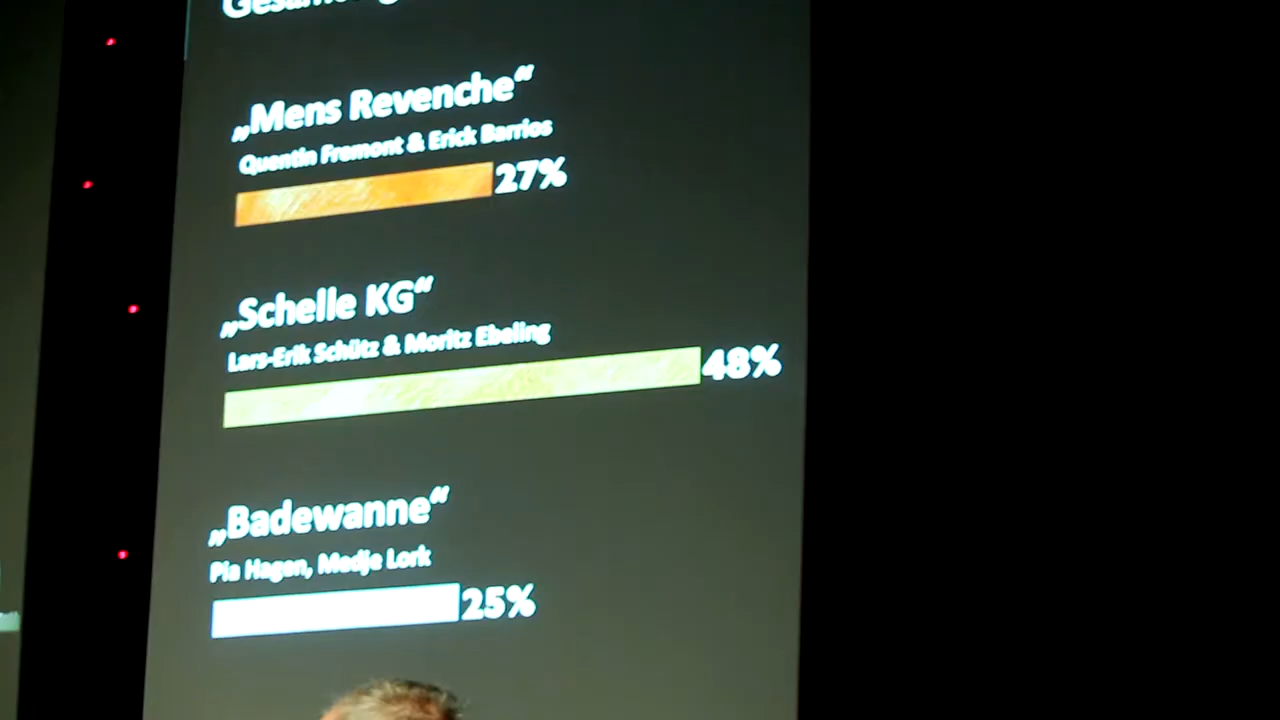 „Mens Revenche“
Quentin Fremont & Erick Barrios
27%
„Schelle KG“
Lars-Erik Schütz & Moritz Ebeling
48%
„Badewanne“
Pia Hagen, Medje Lork
25%